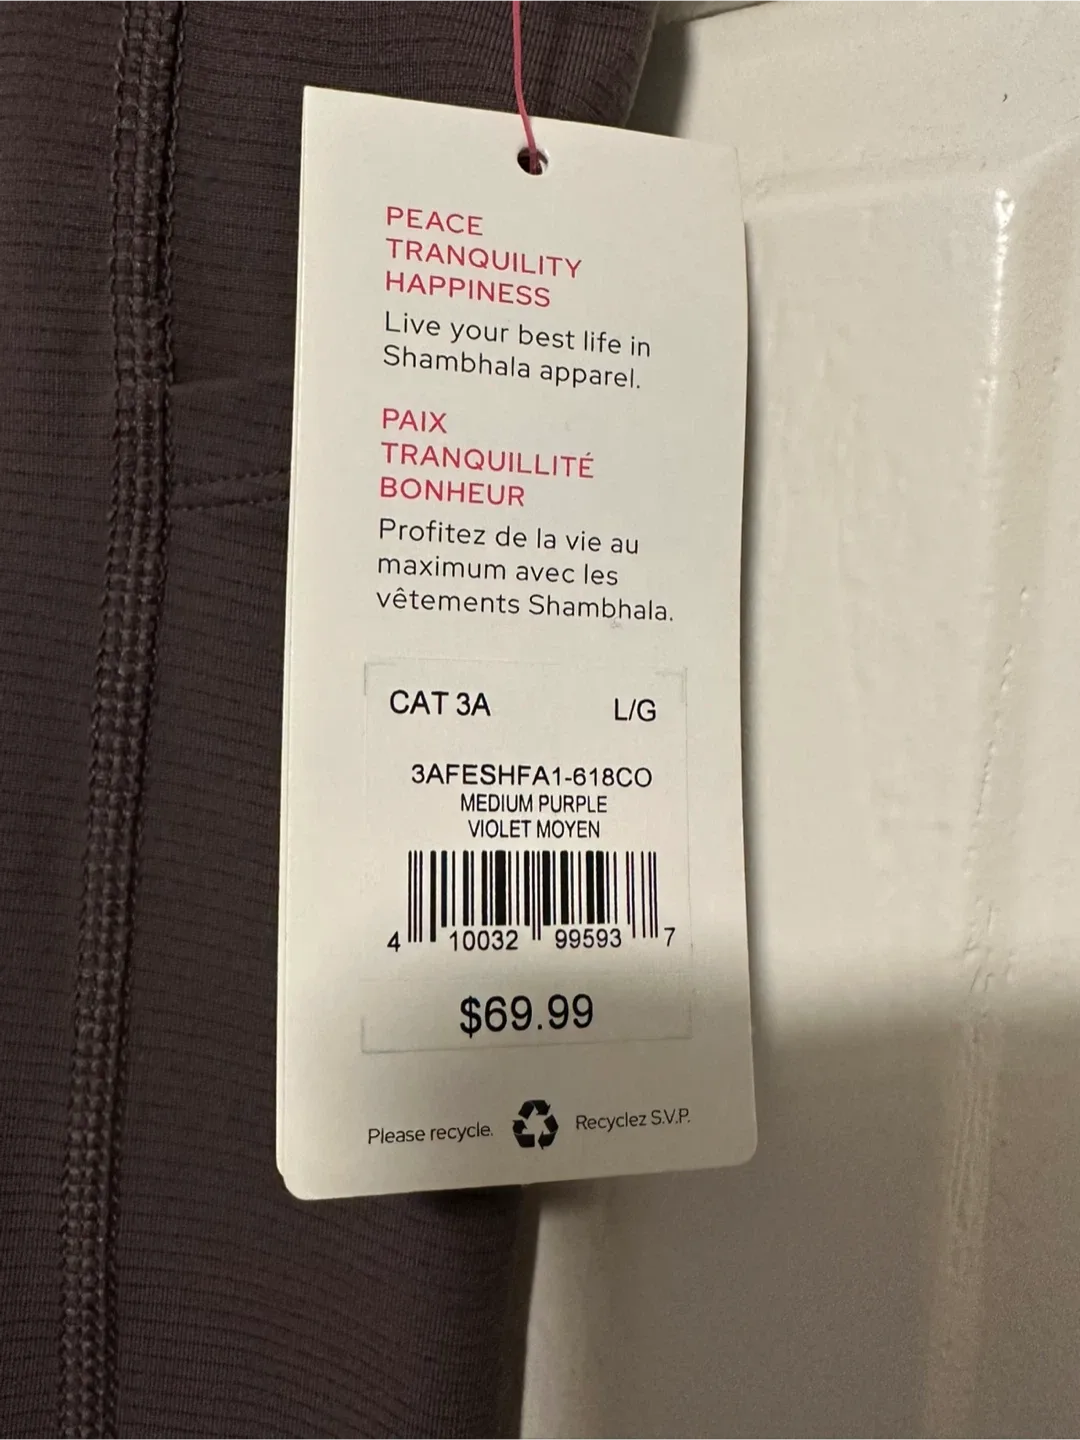 PEACE
TRANQUILITY
HAPPINESS
Live your best life in
Shambhala apparel.
PAIX
TRANQUILLITÉ
BONHEUR
Profitez de la vie au
maximum avec les
vêtements Shambhala.
CAT 3A L/G
3AFESHFA1-618CO
MEDIUM PURPLE
VIOLET MOYEN
4 10032 99593 7
$69.99
Please recycle. Recyclez S.V.P.